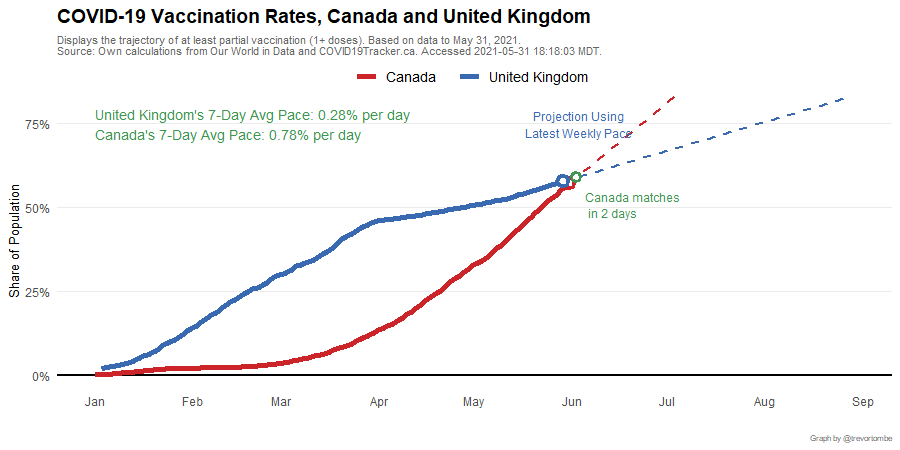 COVID-19 Vaccination Rates, Canada and United Kingdom
Displays the trajectory of at least partial vaccination (1+ doses). Based on data to May 31, 2021.
Source: Own calculations from Our World in Data and COVID19Tracker.ca. Accessed 2021-05-31 18:18:03 MDT.
Canada United Kingdom
United Kingdom's 7-Day Avg Pace: 0.28% per day
Canada's 7-Day Avg Pace: 0.78% per day
Projection Using
Latest Weekly Pace
Canada matches
in 2 days
Share of Population
75%
50%
25%
0%
Jan Feb Mar Apr May Jun Jul Aug Sep
Graph by @trevortombe